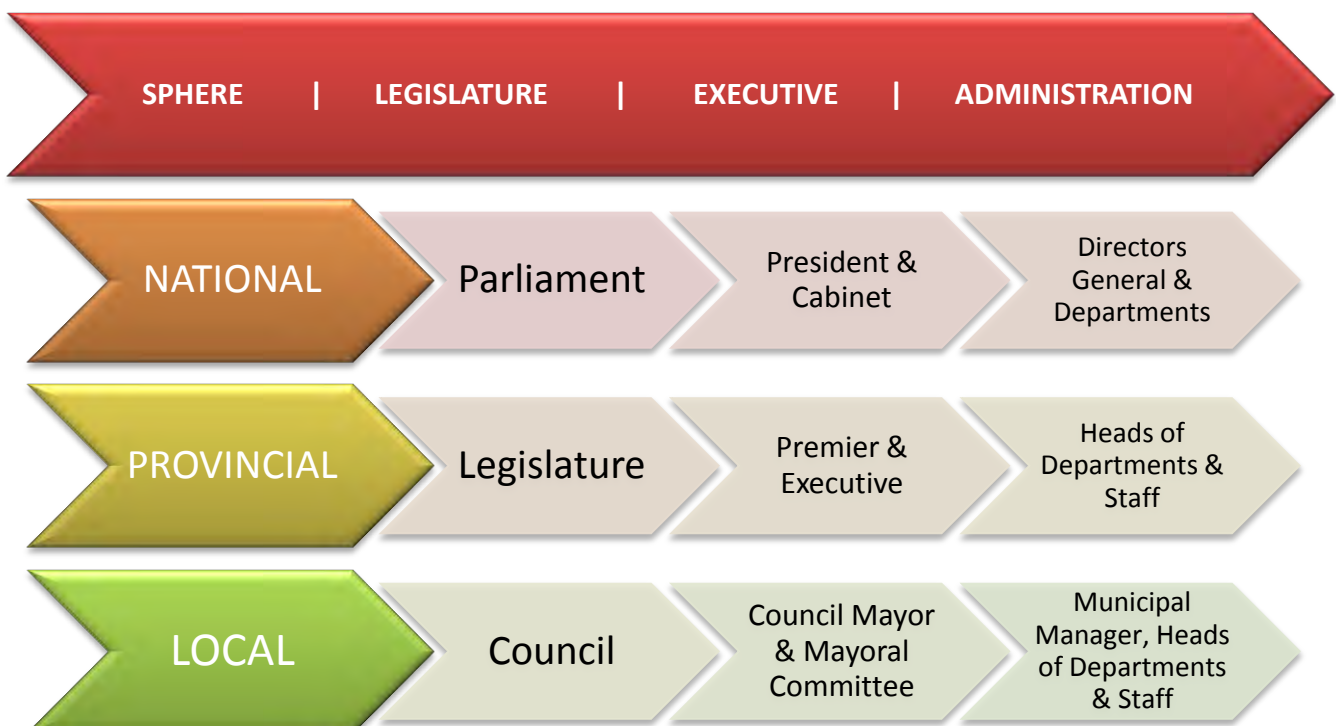 SPHERE | LEGISLATURE | EXECUTIVE | ADMINISTRATION
NATIONAL
Parliament
President &
Cabinet
Directors
General &
Departments
PROVINCIAL
Legislature
Premier &
Executive
Heads of
Departments &
Staff
LOCAL
Council
Council Mayor
& Mayoral
Committee
Municipal
Manager, Heads
of Departments
& Staff